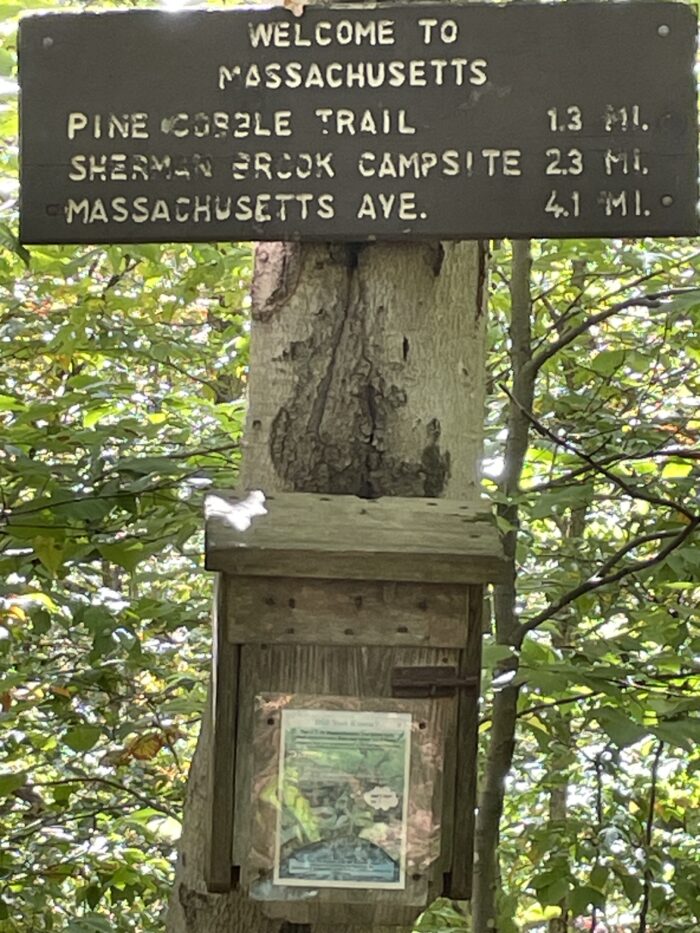 WELCOME TO
MASSACHUSETTS
PINE COBBLE TRAIL 1.3 MI.
SHERMAN BROOK CAMPSITE 2.3 MI.
MASSACHUSETTS AVE. 4.1 MI.